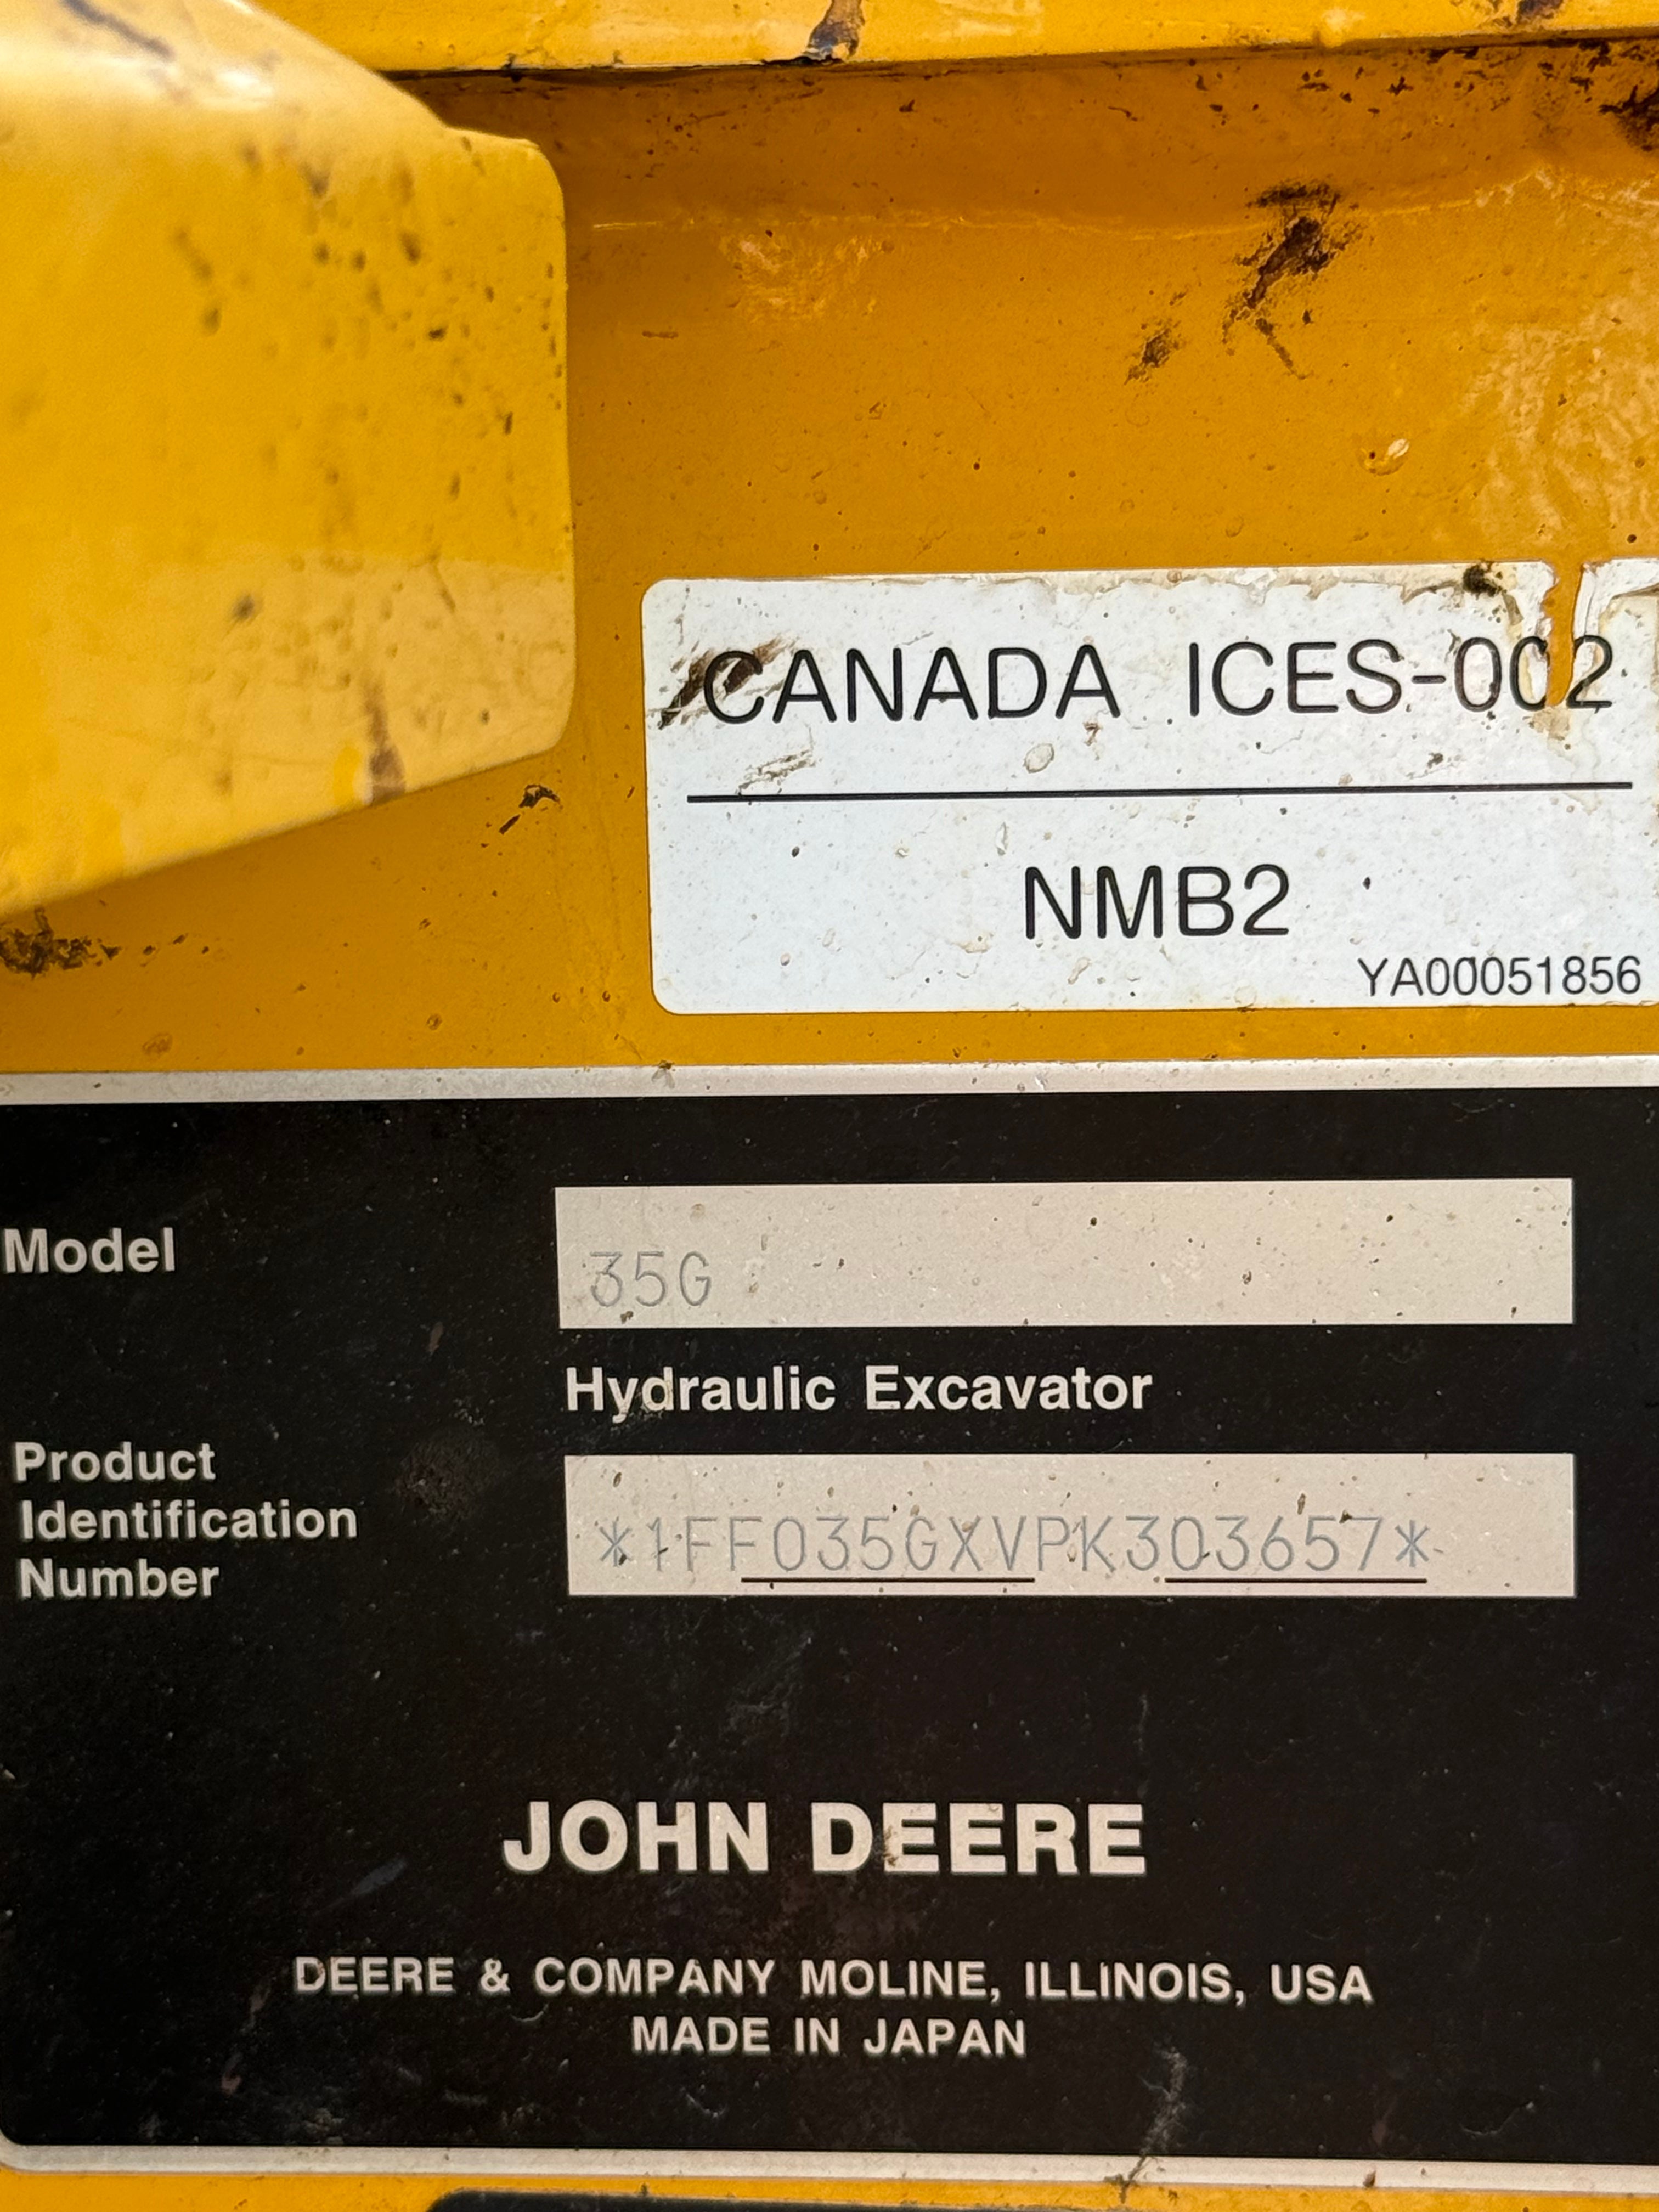 CANADA ICES-002
NMB2
YA00051856
Model
35G
Hydraulic Excavator
Product
Identification
Number
*1FF035GXVPK303657*
JOHN DEERE
DEERE & COMPANY MOLINE, ILLINOIS, USA
MADE IN JAPAN